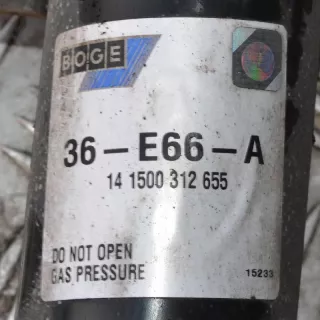 BOGE
36-E66-A
14 1500 312 655
DO NOT OPEN
GAS PRESSURE
15233